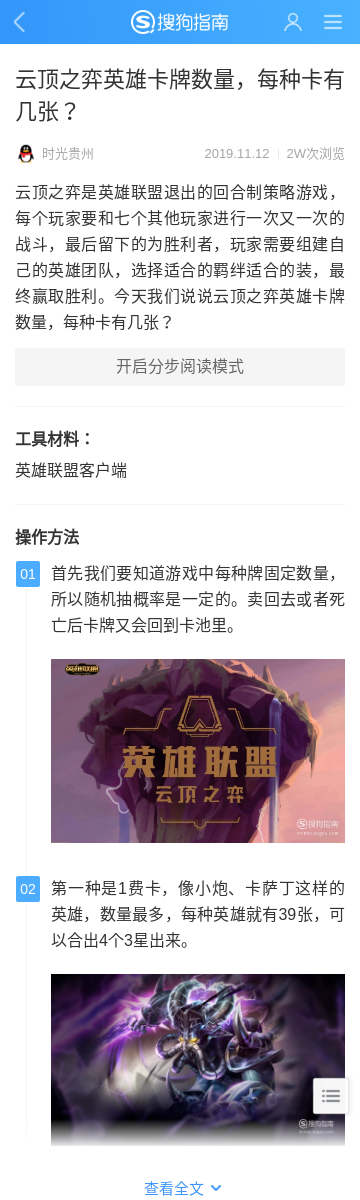 搜狗指南
云顶之弈英雄卡牌数量，每种卡有
几张？
时光贵州
2019.11.12
2W次浏览
云顶之弈是英雄联盟退出的回合制策略游戏，
每个玩家要和七个其他玩家进行一次又一次的
战斗，最后留下的为胜利者，玩家需要组建自
己的英雄团队，选择适合的羁绊适合的装，最
终赢取胜利。今天我们说说云顶之弈英雄卡牌
数量，每种卡有几张？
开启分步阅读模式
工具材料：
英雄联盟客户端
操作方法
01
首先我们要知道游戏中每种牌固定数量，
所以随机抽概率是一定的。卖回去或者死
亡后卡牌又会回到卡池里。
英雄联盟
英雄联盟
云顶之弈
搜狗指南
02
第一种是1费卡，像小炮、卡萨丁这样的
英雄，数量最多，每种英雄就有39张，可
以合出4个3星出来。
搜狗指南
查看全文